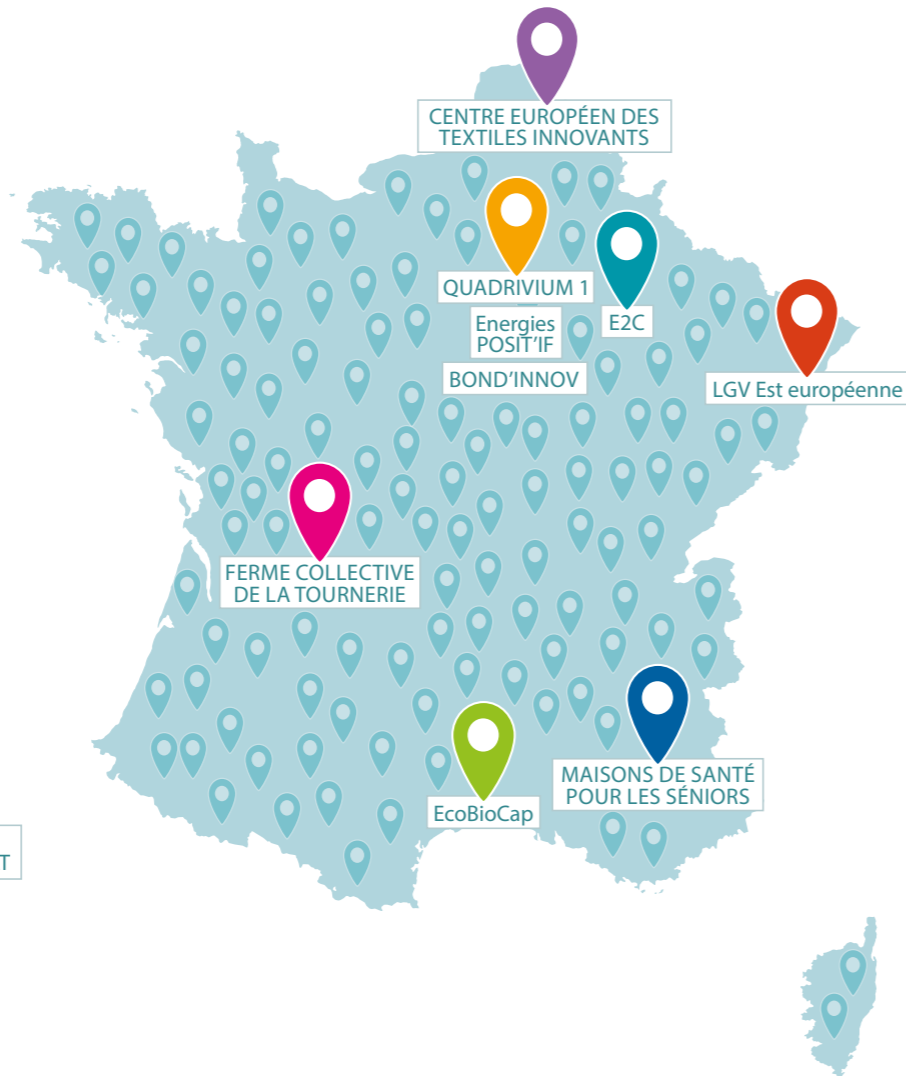 CENTRE EUROPÉEN DES
TEXTILES INNOVANTS
QUADRIVIUM 1
Energies
POSIT'IF
E2C
BOND'INNOV
LGV Est européenne
FERME COLLECTIVE
DE LA TOURNERIE
MAISONS DE SANTÉ
POUR LES SÉNIORS
EcoBioCap
T